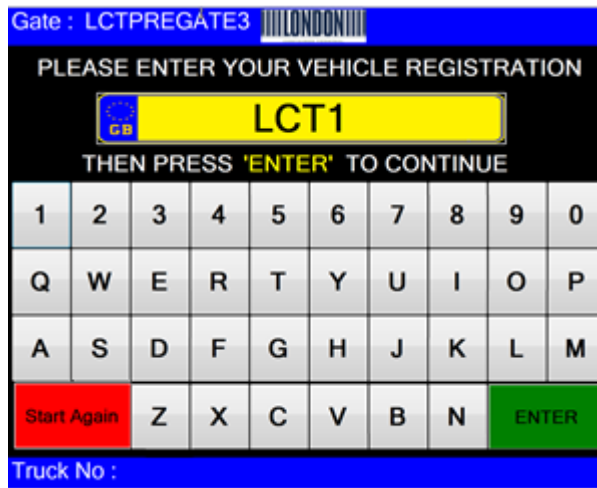 Gate : LCTPREGATE3 LONDON
PLEASE ENTER YOUR VEHICLE REGISTRATION
GB LCT1
THEN PRESS 'ENTER' TO CONTINUE
1 2 3 4 5 6 7 8 9 0
Q W E R T Y U I O P
A S D F G H J K L M
Start Again Z X C V B N ENTER
Truck No :